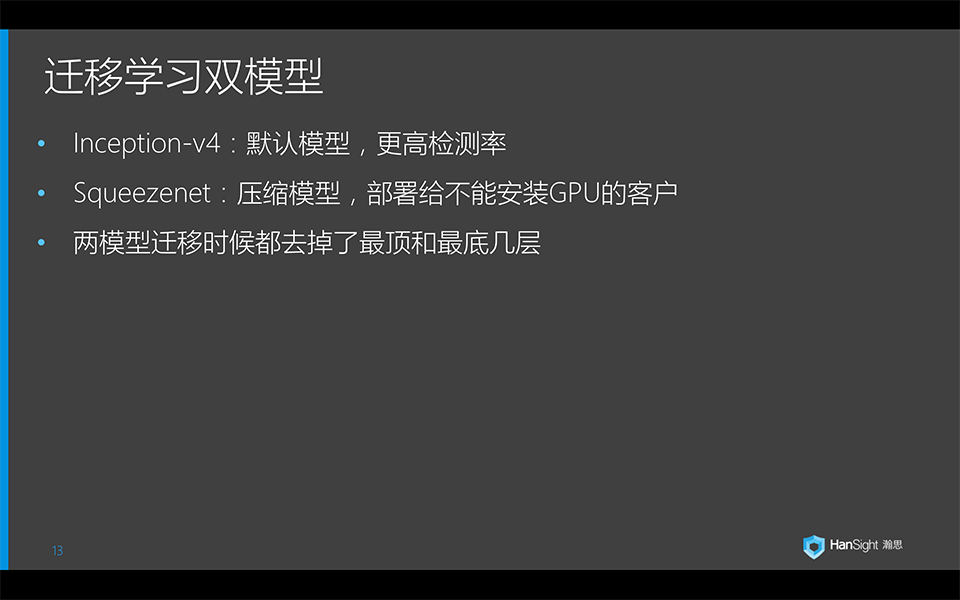 迁移学习双模型
• Inception-v4：默认模型，更高检测率
• Squeezenet：压缩模型，部署给不能安装GPU的客户
• 两模型迁移时候都去掉了最顶和最底几层
13
HanSight 瀚思